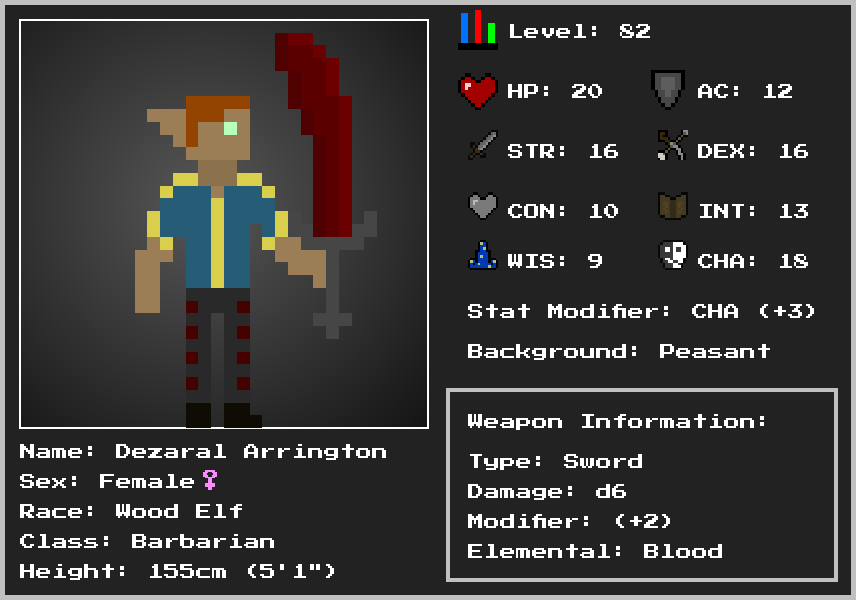 Level: 82
HP: 20 AC: 12
STR: 16 DEX: 16
CON: 10 INT: 13
WIS: 9 CHA: 18
Stat Modifier: CHA (+3)
Background: Peasant
Weapon Information:
Type: Sword
Damage: d6
Modifier: (+2)
Elemental: Blood
Name: Dezaral Arrington
Sex: Female♀
Race: Wood Elf
Class: Barbarian
Height: 155cm (5'1")